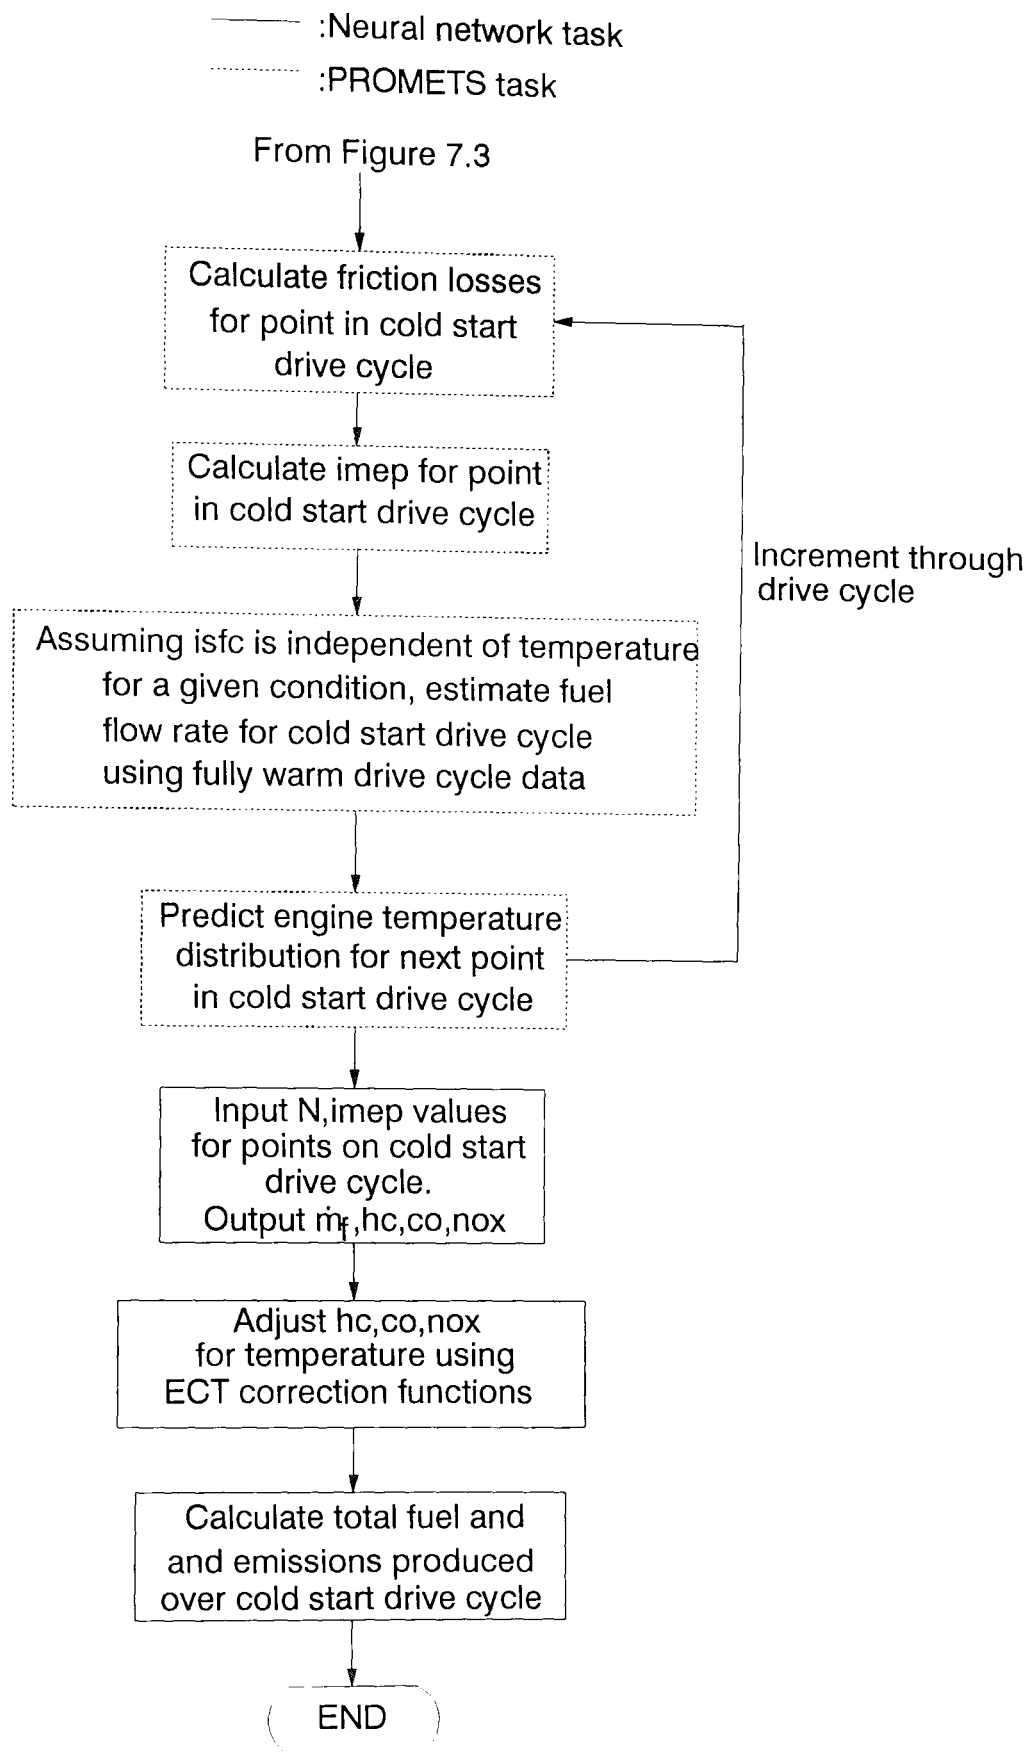 :Neural network task
:PROMETS task
From Figure 7.3
Calculate friction losses
for point in cold start
drive cycle
Calculate imep for point
in cold start drive cycle
Increment through
drive cycle
Assuming isfc is independent of temperature
for a given condition, estimate fuel
flow rate for cold start drive cycle
using fully warm drive cycle data
Predict engine temperature
distribution for next point
in cold start drive cycle
Input N,imep values
for points on cold start
drive cycle.
Output ṁf,hc,co,nox
Adjust hc,co,nox
for temperature using
ECT correction functions
Calculate total fuel and
and emissions produced
over cold start drive cycle
END